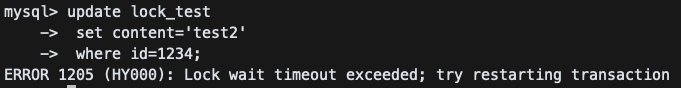 mysql> update lock_test
    -> set content='test2'
    -> where id=1234;
ERROR 1205 (HY000): Lock wait timeout exceeded; try restarting transaction